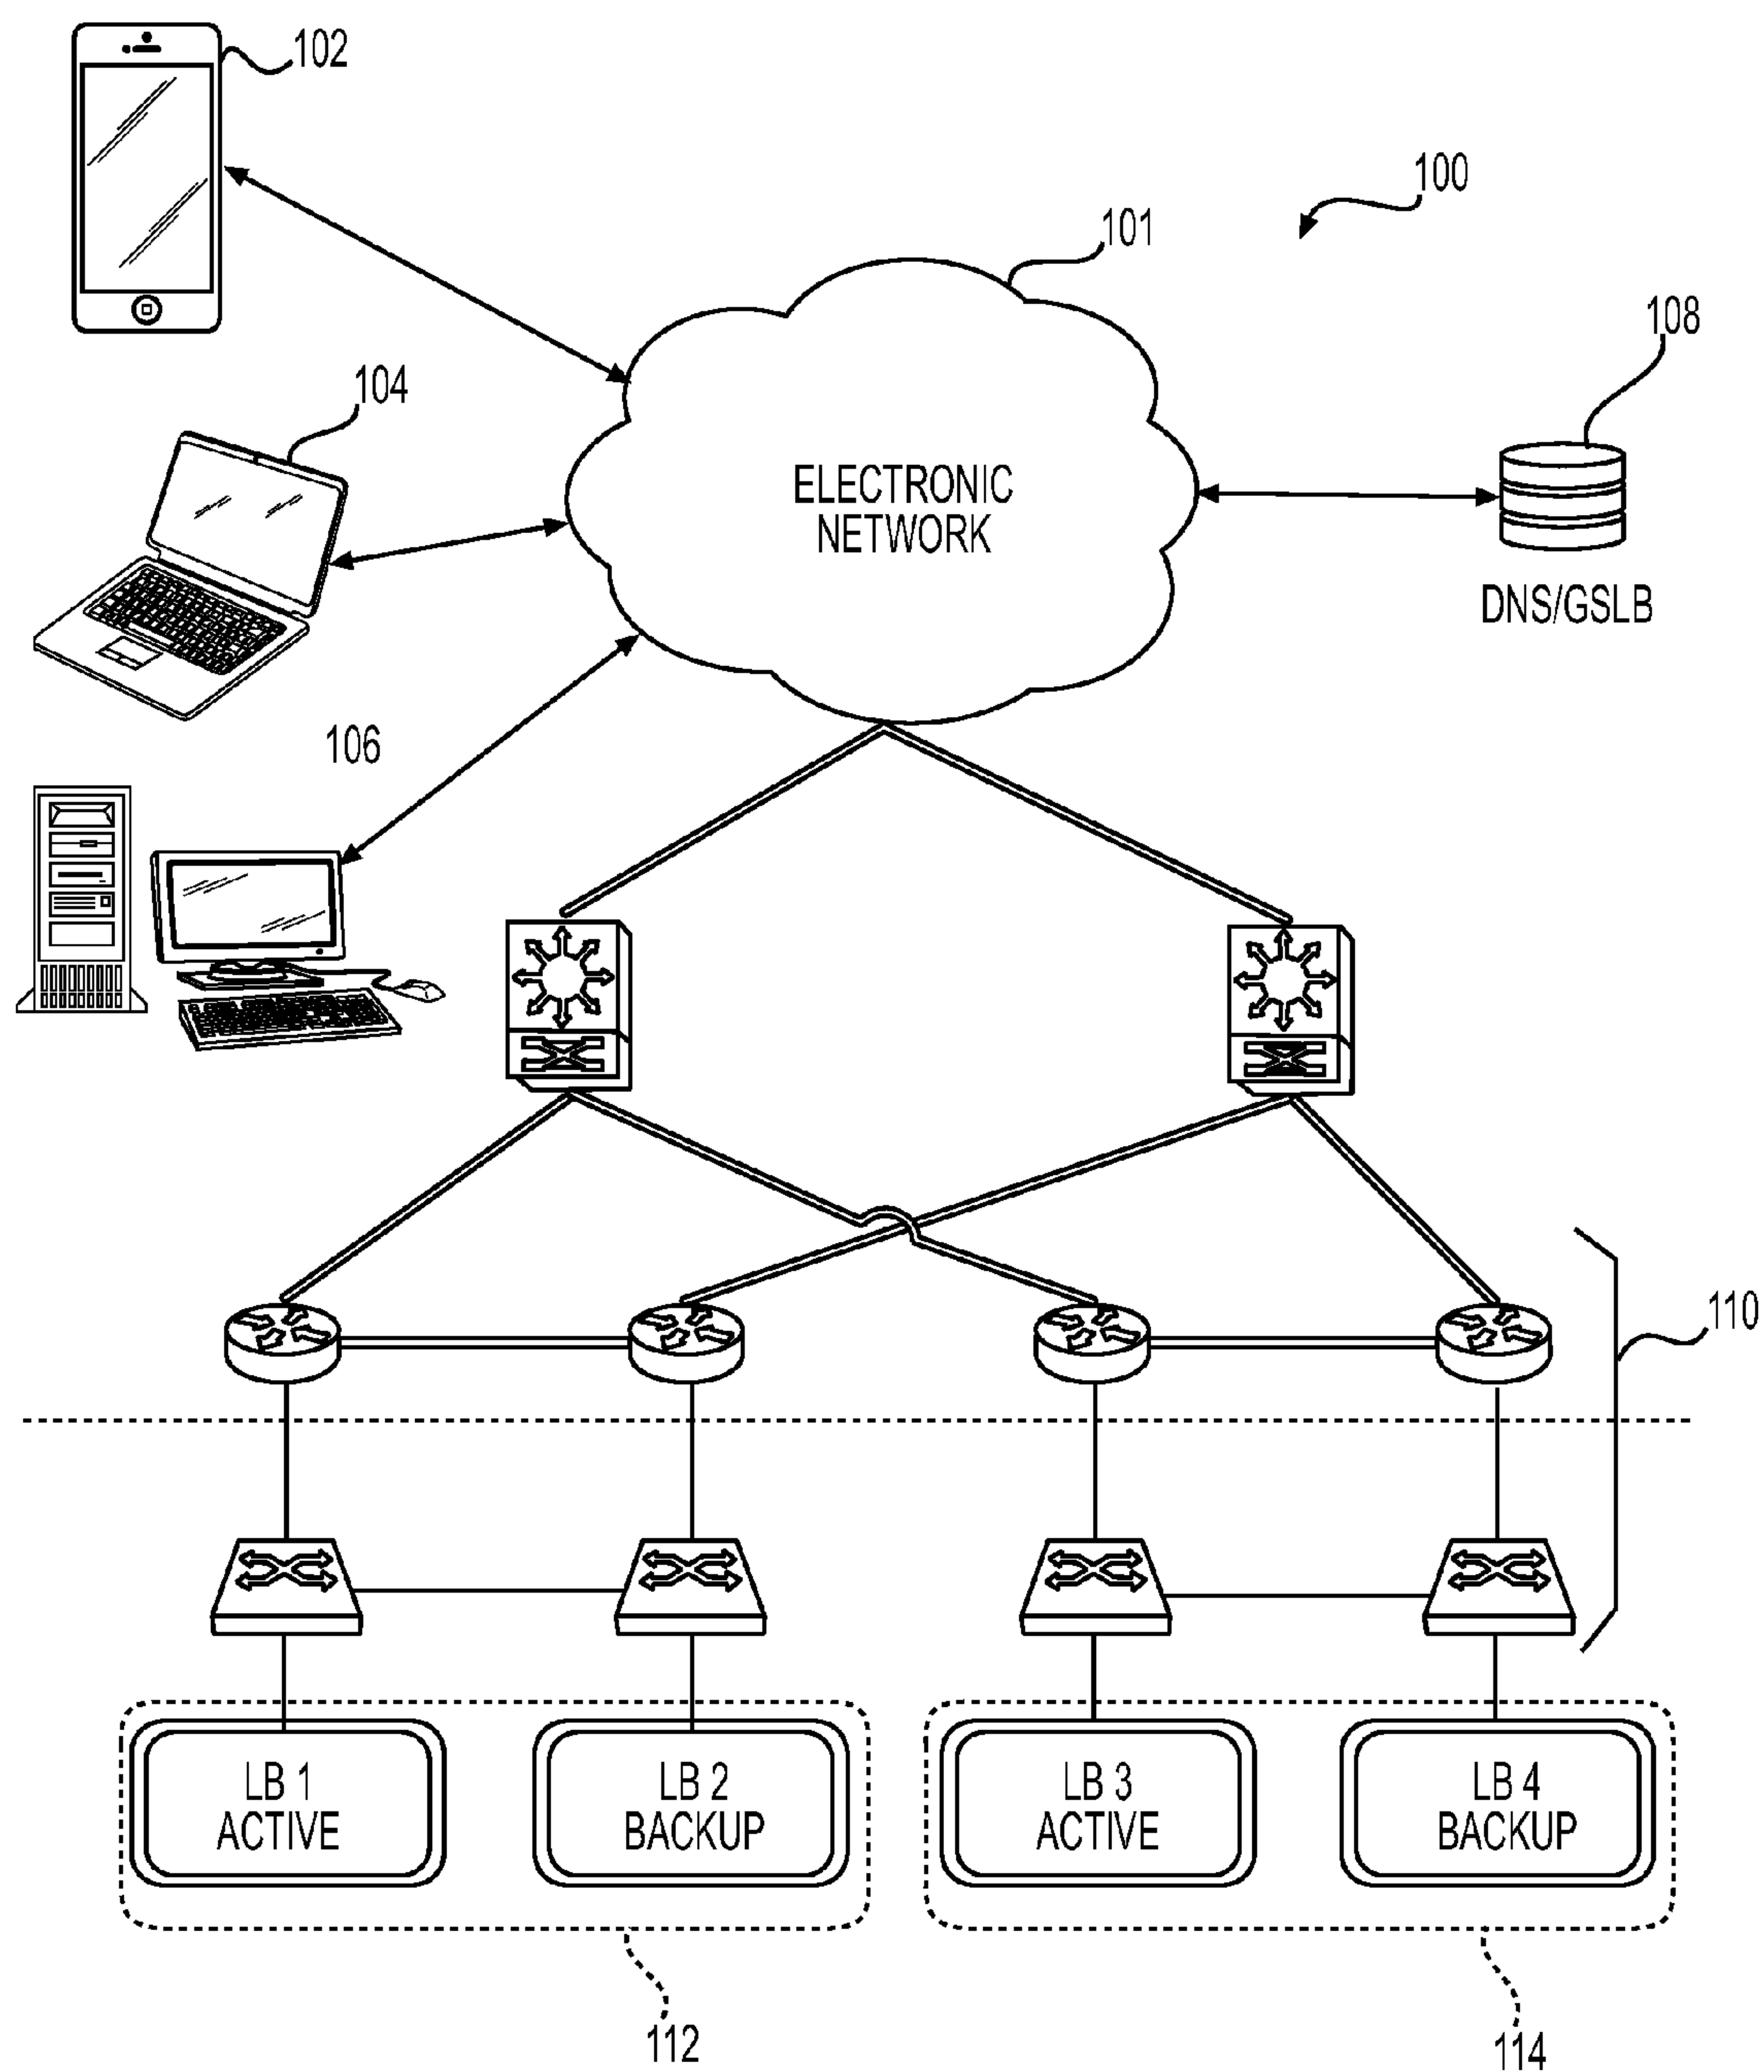 102
100
101
108
104
ELECTRONIC
NETWORK
DNS/GSLB
106
110
LB 1
ACTIVE
LB 2
BACKUP
LB 3
ACTIVE
LB 4
BACKUP
112
114